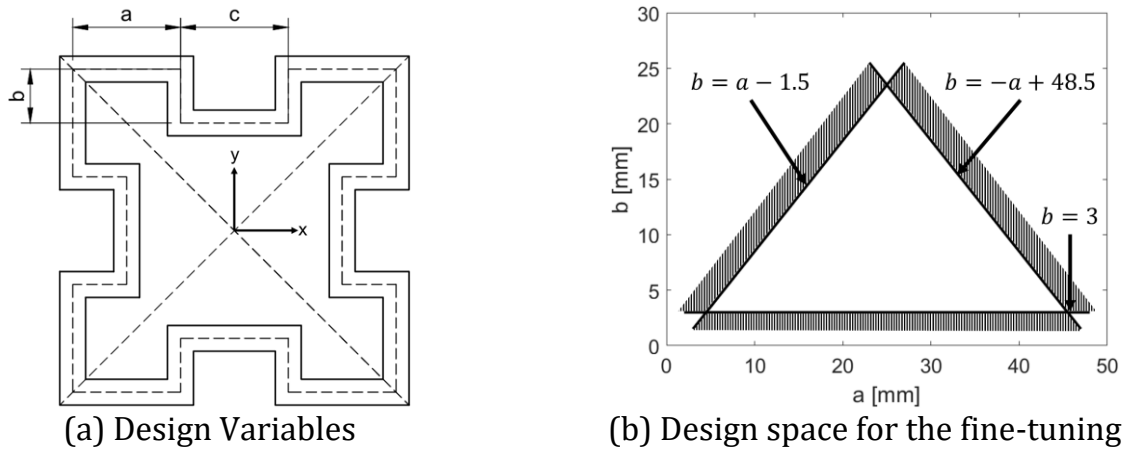 a
c
b
y
x
(a) Design Variables
30
25
20
15
10
5
0
b [mm]
b = a − 1.5
b = −a + 48.5
b = 3
0 10 20 30 40 50
a [mm]
(b) Design space for the fine-tuning